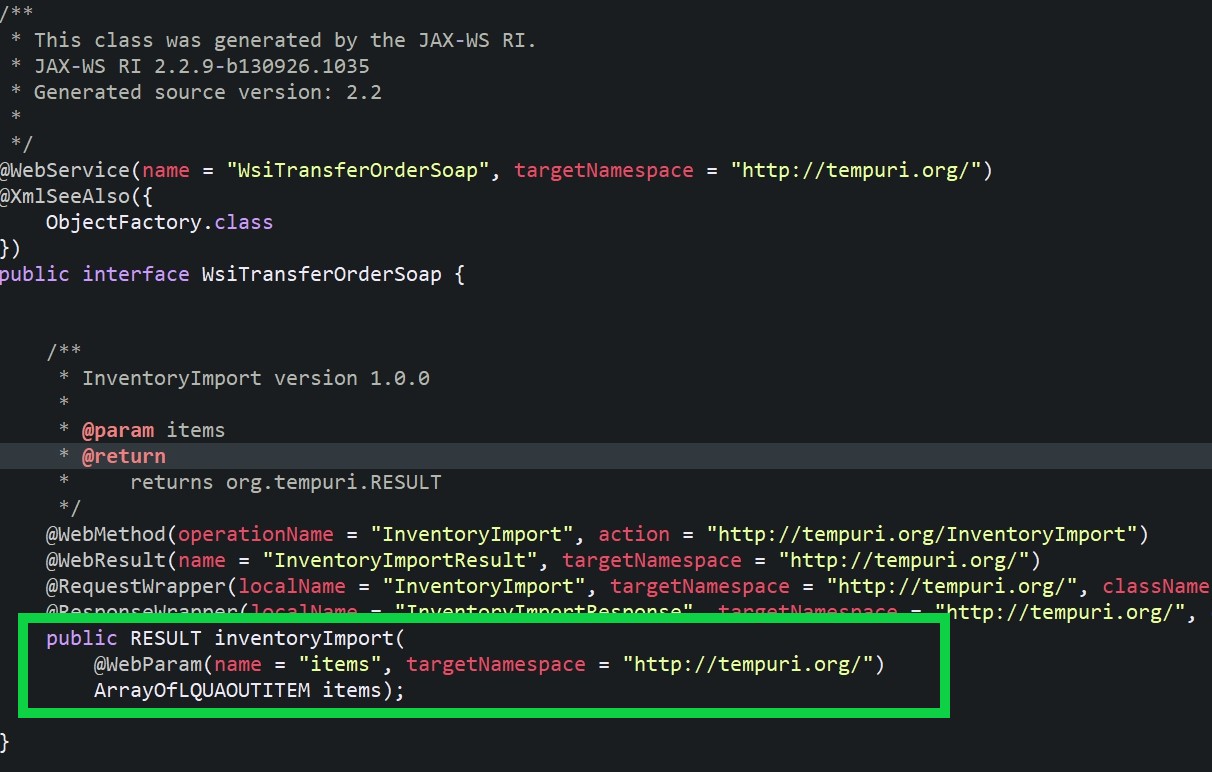 /**
 * This class was generated by the JAX-WS RI.
 * JAX-WS RI 2.2.9-b130926.1035
 * Generated source version: 2.2
 *
 */
@WebService(name = "WsiTransferOrderSoap", targetNamespace = "http://tempuri.org/")
@XmlSeeAlso({
    ObjectFactory.class
})
public interface WsiTransferOrderSoap {
    /**
     * InventoryImport version 1.0.0
     *
     * @param items
     * @return
     *     returns org.tempuri.RESULT
     */
    @WebMethod(operationName = "InventoryImport", action = "http://tempuri.org/InventoryImport")
    @WebResult(name = "InventoryImportResult", targetNamespace = "http://tempuri.org/")
    @RequestWrapper(localName = "InventoryImport", targetNamespace = "http://tempuri.org/", className
    @ResponseWrapper(localName = "InventoryImportResponse", targetNamespace = "http://tempuri.org/",
    public RESULT inventoryImport(
        @WebParam(name = "items", targetNamespace = "http://tempuri.org/")
        ArrayOfLQUAOUTITEM items);
}